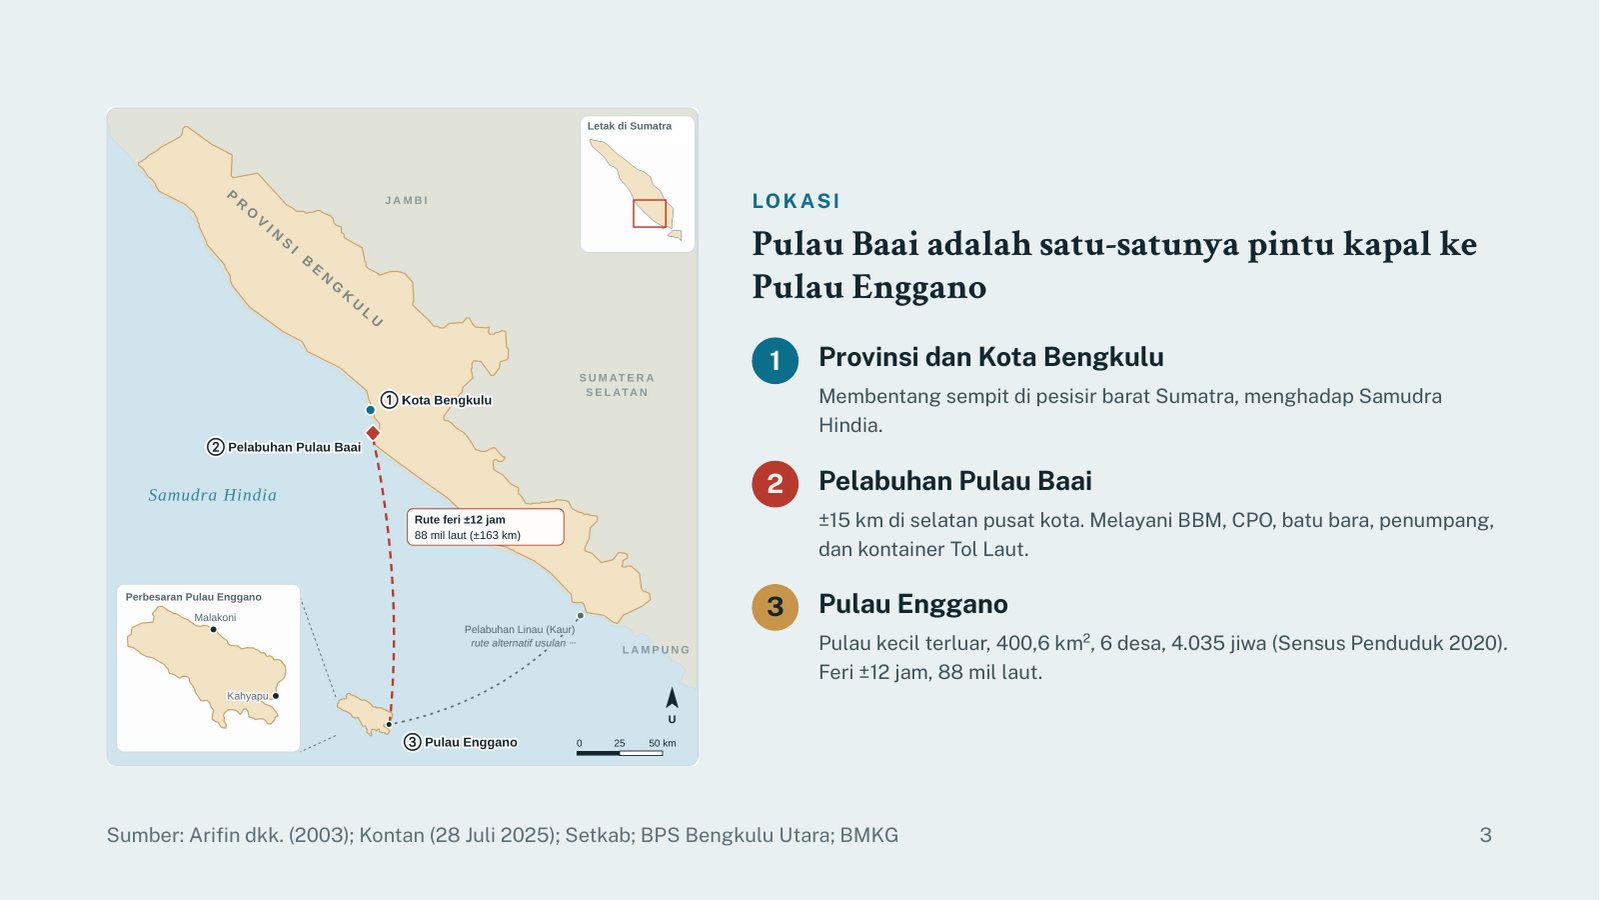 Letak di Sumatra
PROVINSI BENGKULU
JAMBI
SUMATERA
SELATAN
① Kota Bengkulu
② Pelabuhan Pulau Baai
Samudra Hindia
Rute feri ±12 jam
88 mil laut (±163 km)
Perbesaran Pulau Enggano
Malakoni
Kahyapu
Pelabuhan Linau (Kaur)
rute alternatif usulan ···
LAMPUNG
U
③ Pulau Enggano
0 25 50 km
LOKASI
Pulau Baai adalah satu-satunya pintu kapal ke
Pulau Enggano
1 Provinsi dan Kota Bengkulu
Membentang sempit di pesisir barat Sumatra, menghadap Samudra
Hindia.
2 Pelabuhan Pulau Baai
±15 km di selatan pusat kota. Melayani BBM, CPO, batu bara, penumpang,
dan kontainer Tol Laut.
3 Pulau Enggano
Pulau kecil terluar, 400,6 km², 6 desa, 4.035 jiwa (Sensus Penduduk 2020).
Feri ±12 jam, 88 mil laut.
Sumber: Arifin dkk. (2003); Kontan (28 Juli 2025); Setkab; BPS Bengkulu Utara; BMKG
3